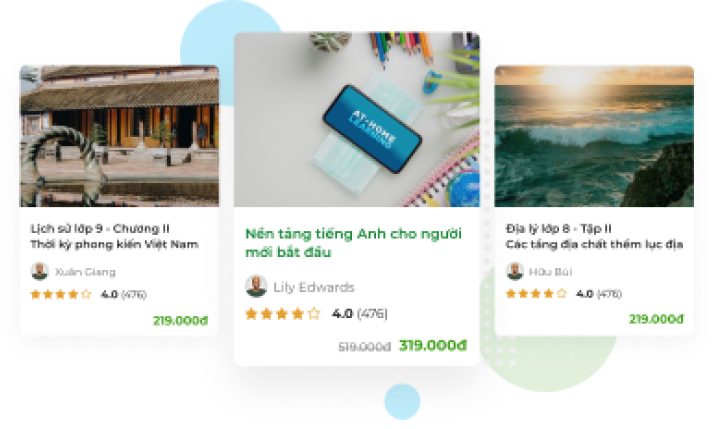 Lịch sử lớp 9 - Chương II
Thời kỳ phong kiến Việt Nam
Xuân Giang
4.0 (476)
219.000đ
AT-HOME
LEARNING
Nền tảng tiếng Anh cho người
mới bắt đầu
Lily Edwards
4.0 (476)
519.000đ 319.000đ
Địa lý lớp 8 - Tập II
Các tầng địa chất thềm lục địa
Hữu Bùi
4.0 (476)
219.000đ